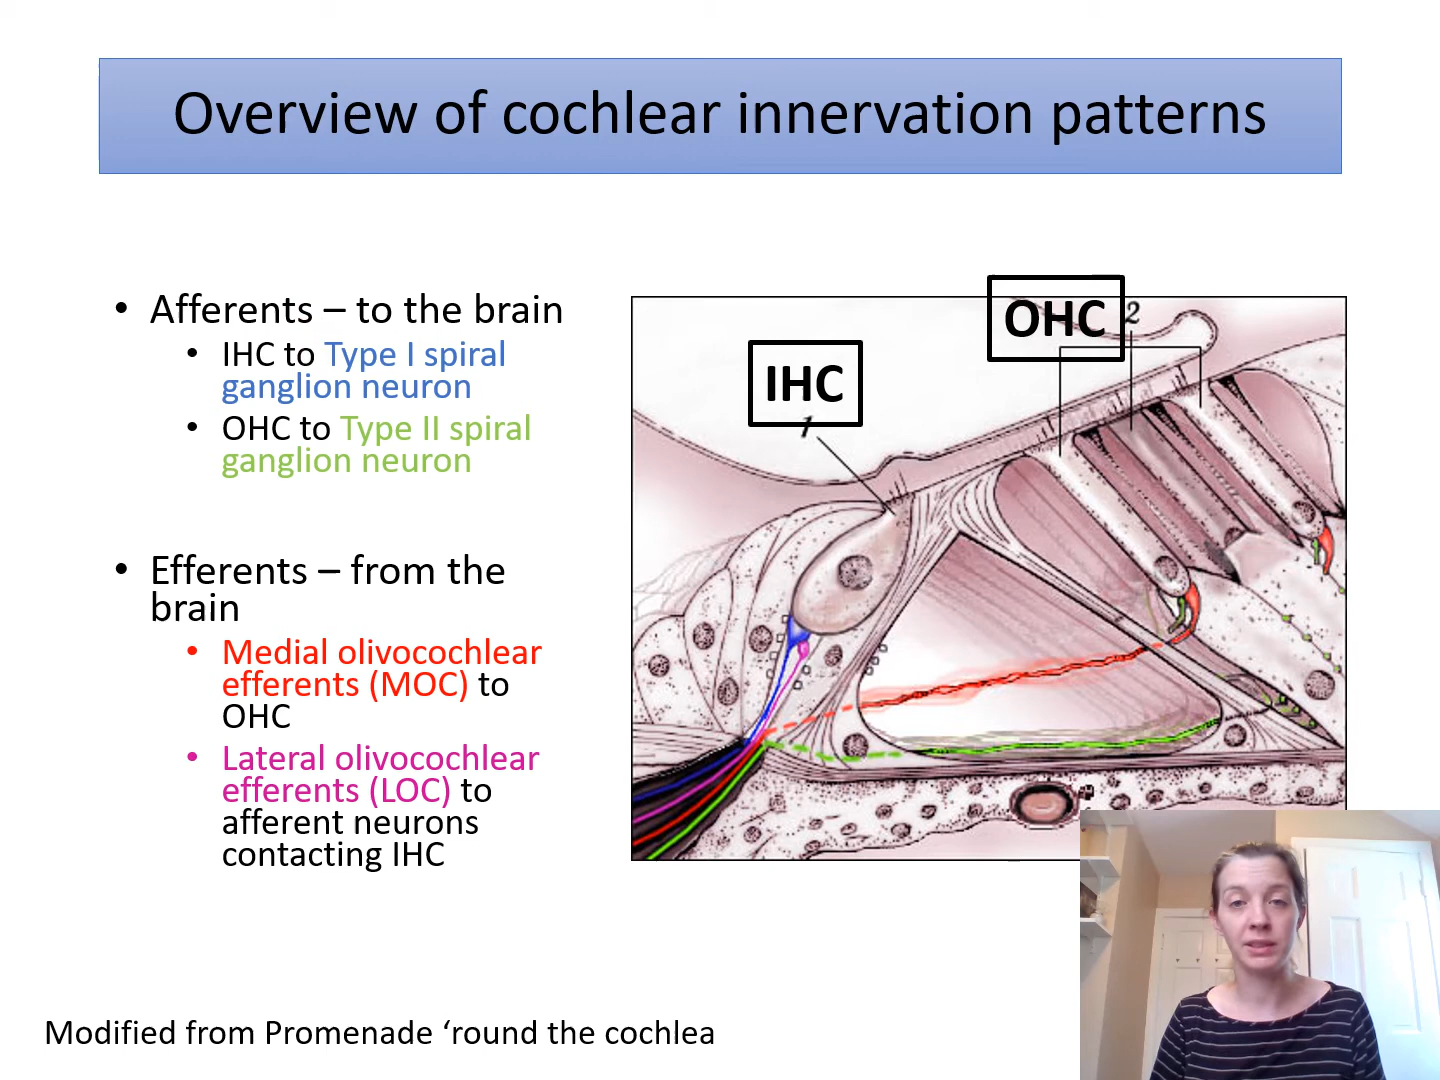 Overview of cochlear innervation patterns
• Afferents – to the brain
• IHC to Type I spiral
ganglion neuron
• OHC to Type II spiral
ganglion neuron
• Efferents – from the
brain
• Medial olivocochlear
efferents (MOC) to
OHC
• Lateral olivocochlear
efferents (LOC) to
afferent neurons
contacting IHC
OHC
2
IHC
1
Modified from Promenade ‘round the cochlea